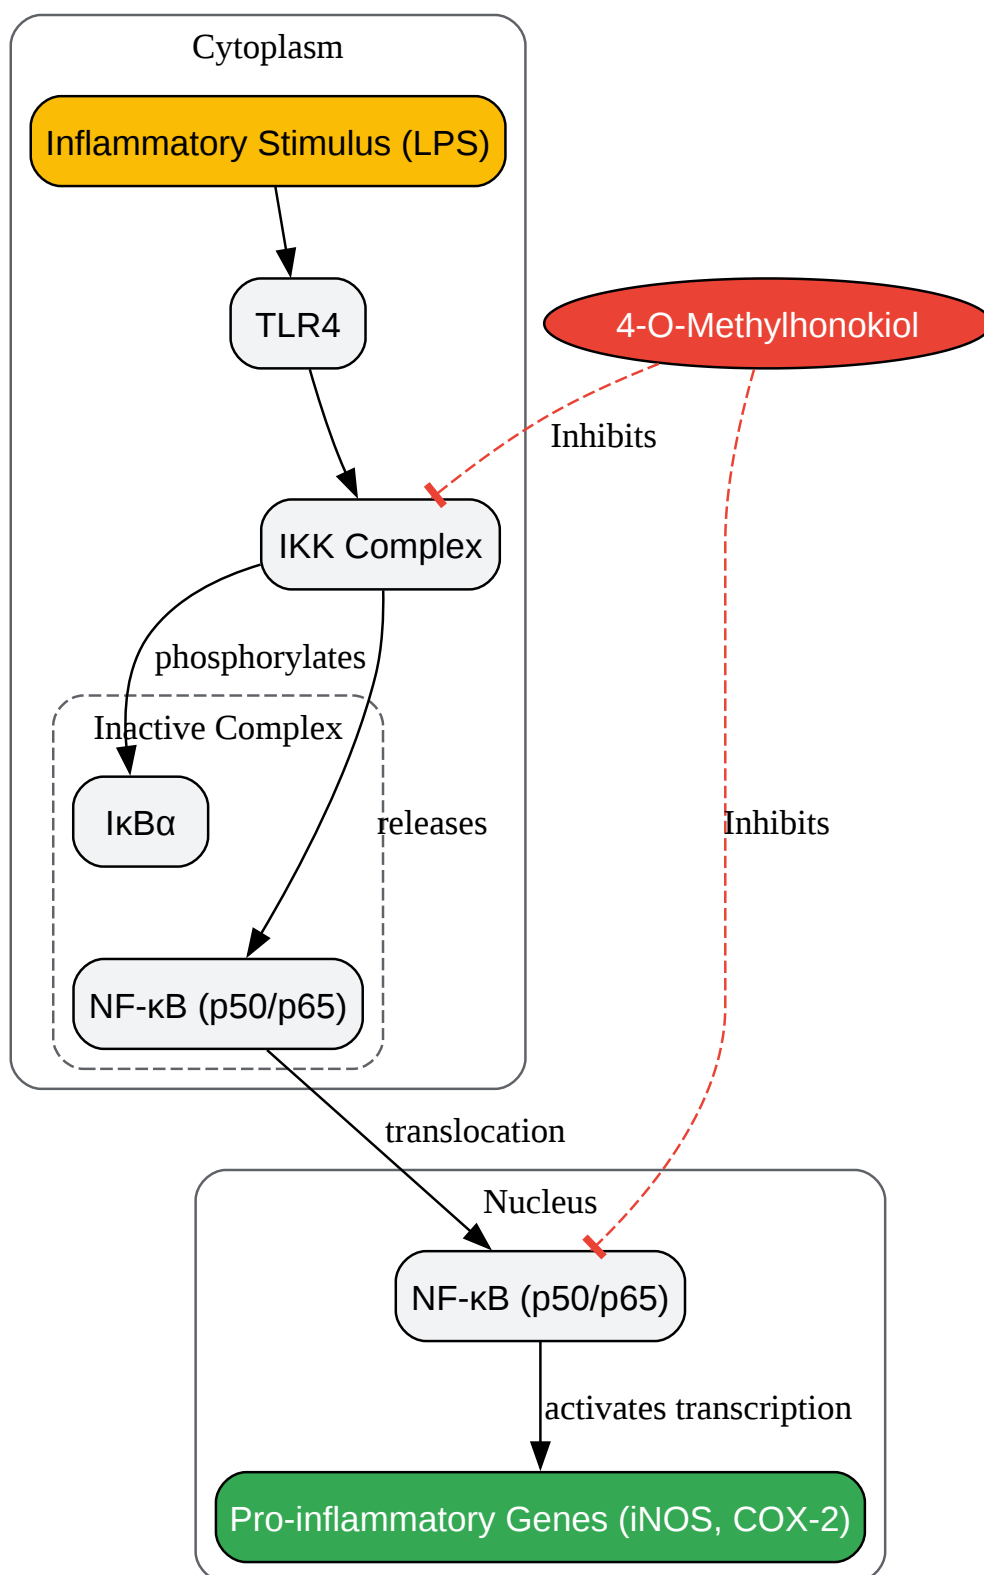 Cytoplasm
Inflammatory Stimulus (LPS)
TLR4
4-O-Methylhonokiol
Inhibits
IKK Complex
phosphorylates
Inactive Complex
IκBα
releases
Inhibits
NF-κB (p50/p65)
translocation
Nucleus
NF-κB (p50/p65)
activates transcription
Pro-inflammatory Genes (iNOS, COX-2)